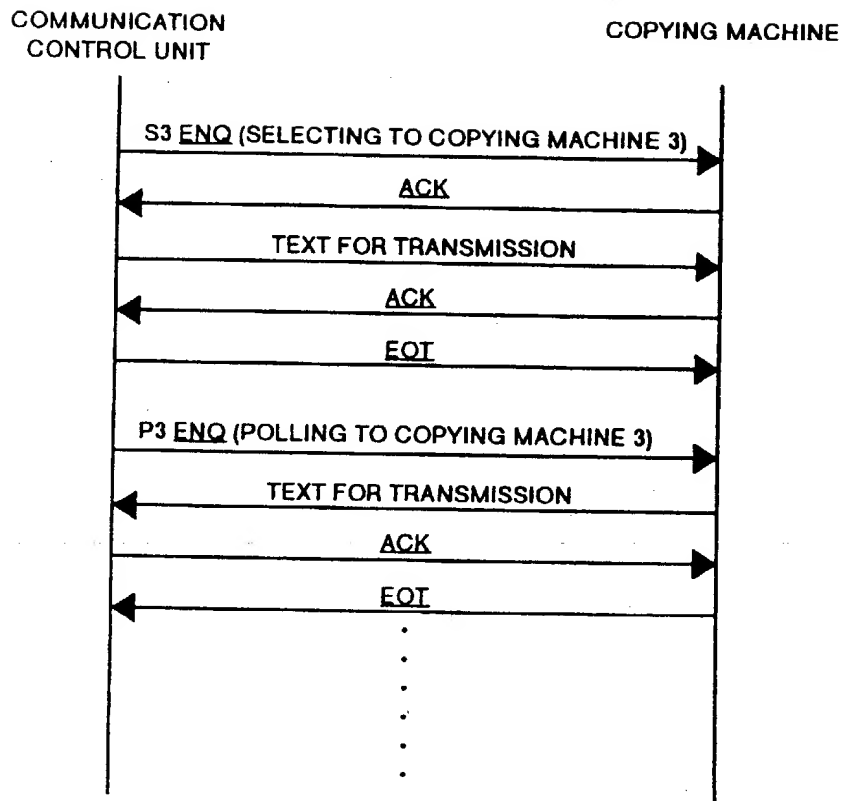 COMMUNICATION
CONTROL UNIT
COPYING MACHINE
S3 ENQ (SELECTING TO COPYING MACHINE 3)
ACK
TEXT FOR TRANSMISSION
ACK
EOT
P3 ENQ (POLLING TO COPYING MACHINE 3)
TEXT FOR TRANSMISSION
ACK
EOT